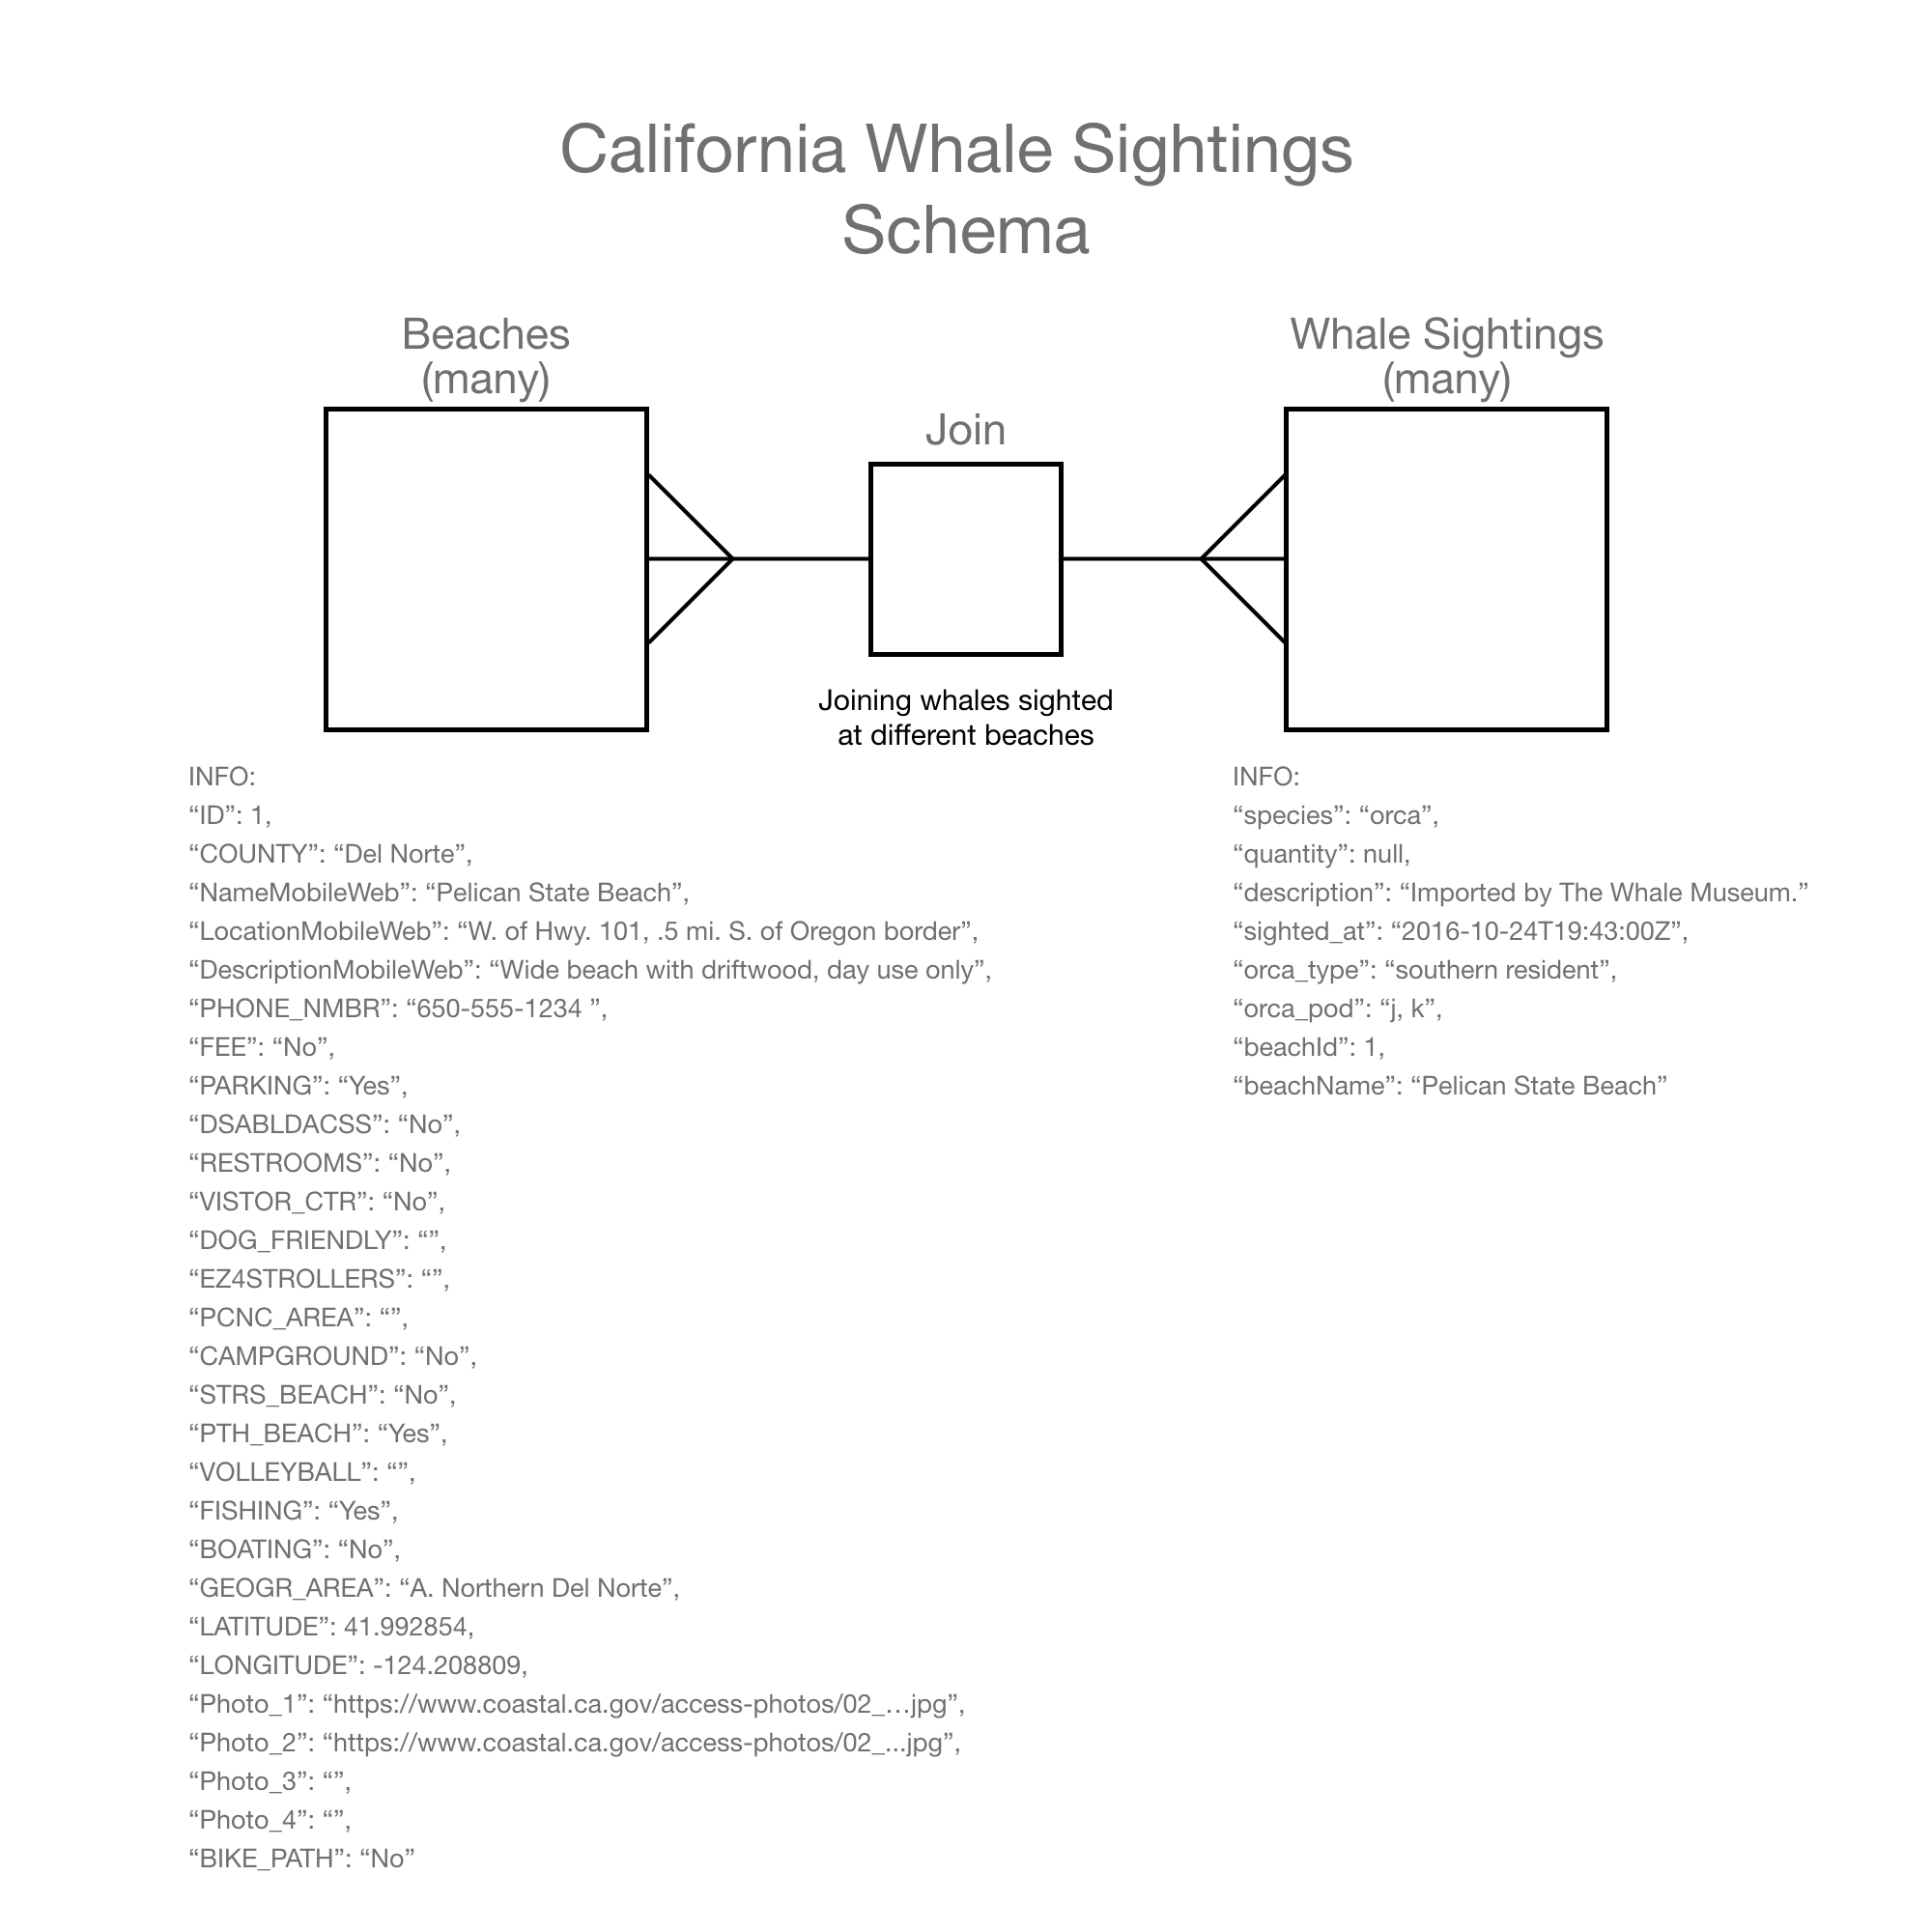 California Whale Sightings
Schema
Beaches
(many)
Join
Whale Sightings
(many)
Joining whales sighted
at different beaches
INFO:
“ID”: 1,
“COUNTY”: “Del Norte”,
“NameMobileWeb”: “Pelican State Beach”,
“LocationMobileWeb”: “W. of Hwy. 101, .5 mi. S. of Oregon border”,
“DescriptionMobileWeb”: “Wide beach with driftwood, day use only”,
“PHONE_NMBR”: “650-555-1234 ”,
“FEE”: “No”,
“PARKING”: “Yes”,
“DSABLDACSS”: “No”,
“RESTROOMS”: “No”,
“VISTOR_CTR”: “No”,
“DOG_FRIENDLY”: “”,
“EZ4STROLLERS”: “”,
“PCNC_AREA”: “”,
“CAMPGROUND”: “No”,
“STRS_BEACH”: “No”,
“PTH_BEACH”: “Yes”,
“VOLLEYBALL”: “”,
“FISHING”: “Yes”,
“BOATING”: “No”,
“GEOGR_AREA”: “A. Northern Del Norte”,
“LATITUDE”: 41.992854,
“LONGITUDE”: -124.208809,
“Photo_1”: “https://www.coastal.ca.gov/access-photos/02_…jpg”,
“Photo_2”: “https://www.coastal.ca.gov/access-photos/02_...jpg”,
“Photo_3”: “”,
“Photo_4”: “”,
“BIKE_PATH”: “No”
INFO:
“species”: “orca”,
“quantity”: null,
“description”: “Imported by The Whale Museum.”
“sighted_at”: “2016-10-24T19:43:00Z”,
“orca_type”: “southern resident”,
“orca_pod”: “j, k”,
“beachId”: 1,
“beachName”: “Pelican State Beach”